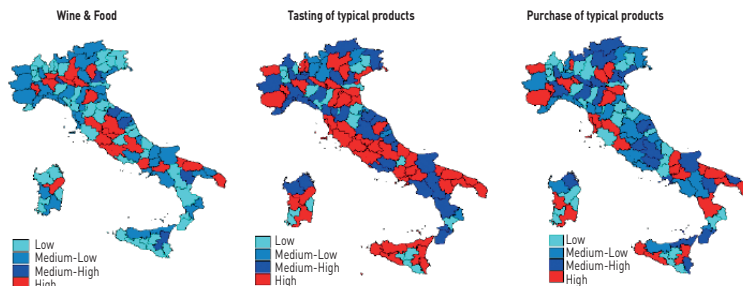 Wine & Food
Tasting of typical products
Purchase of typical products
Low
Medium-Low
Medium-High
High
Low
Medium-Low
Medium-High
High
Low
Medium-Low
Medium-High
High